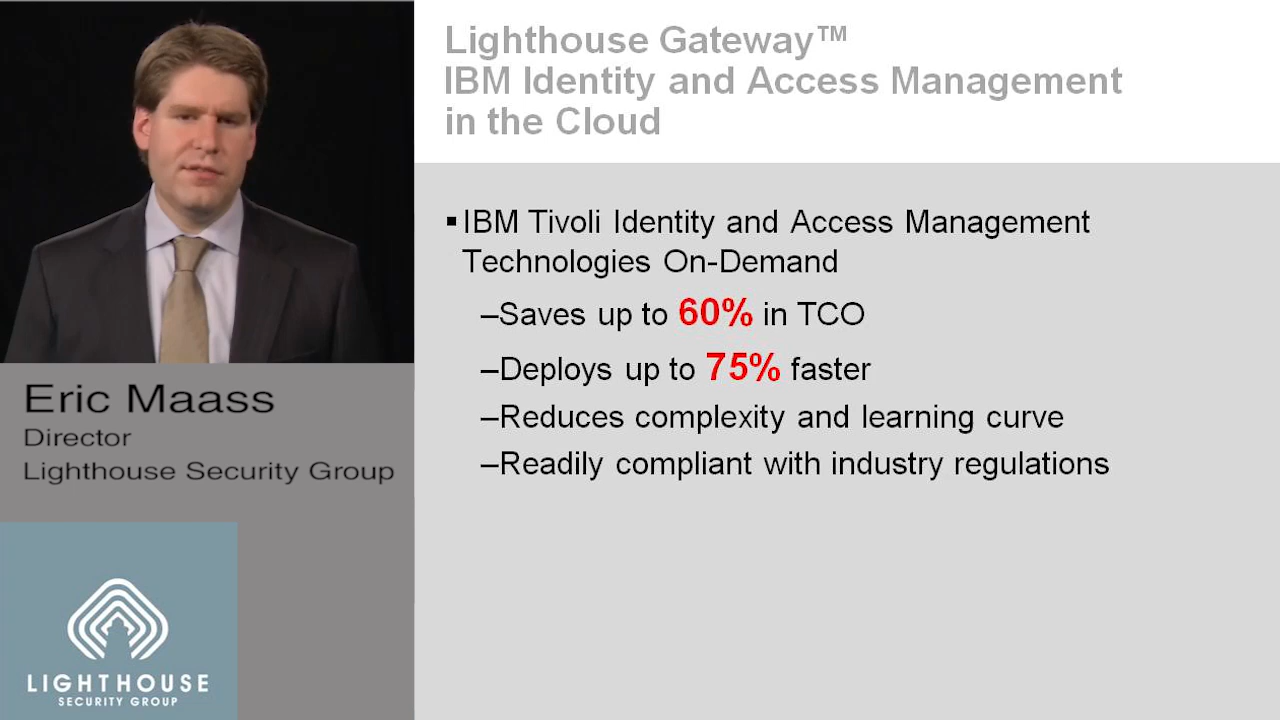 Lighthouse Gateway™
IBM Identity and Access Management
in the Cloud
▪IBM Tivoli Identity and Access Management
Technologies On-Demand
–Saves up to 60% in TCO
–Deploys up to 75% faster
–Reduces complexity and learning curve
–Readily compliant with industry regulations
Eric Maass
Director
Lighthouse Security Group
LIGHTHOUSE
SECURITY GROUP